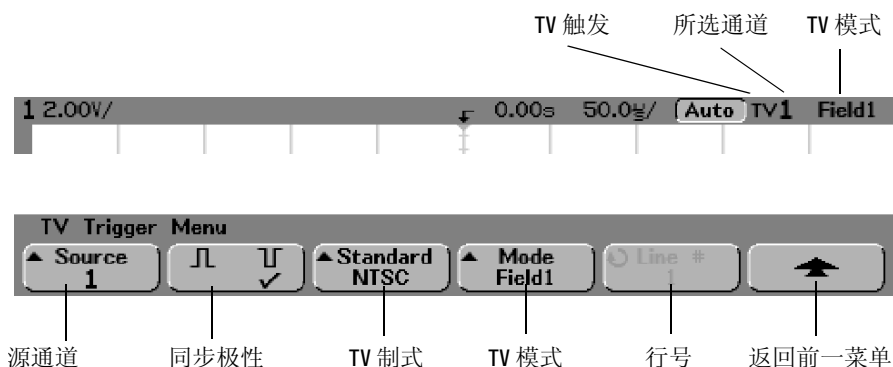 TV 触发 所选通道 TV 模式
1 2.00V/ 0.00s 50.0㎲/ Auto TV1 Field1
TV Trigger Menu
Source Standard Mode Line #
1 NTSC Field1 1
源通道 同步极性 TV 制式 TV 模式 行号 返回前一菜单